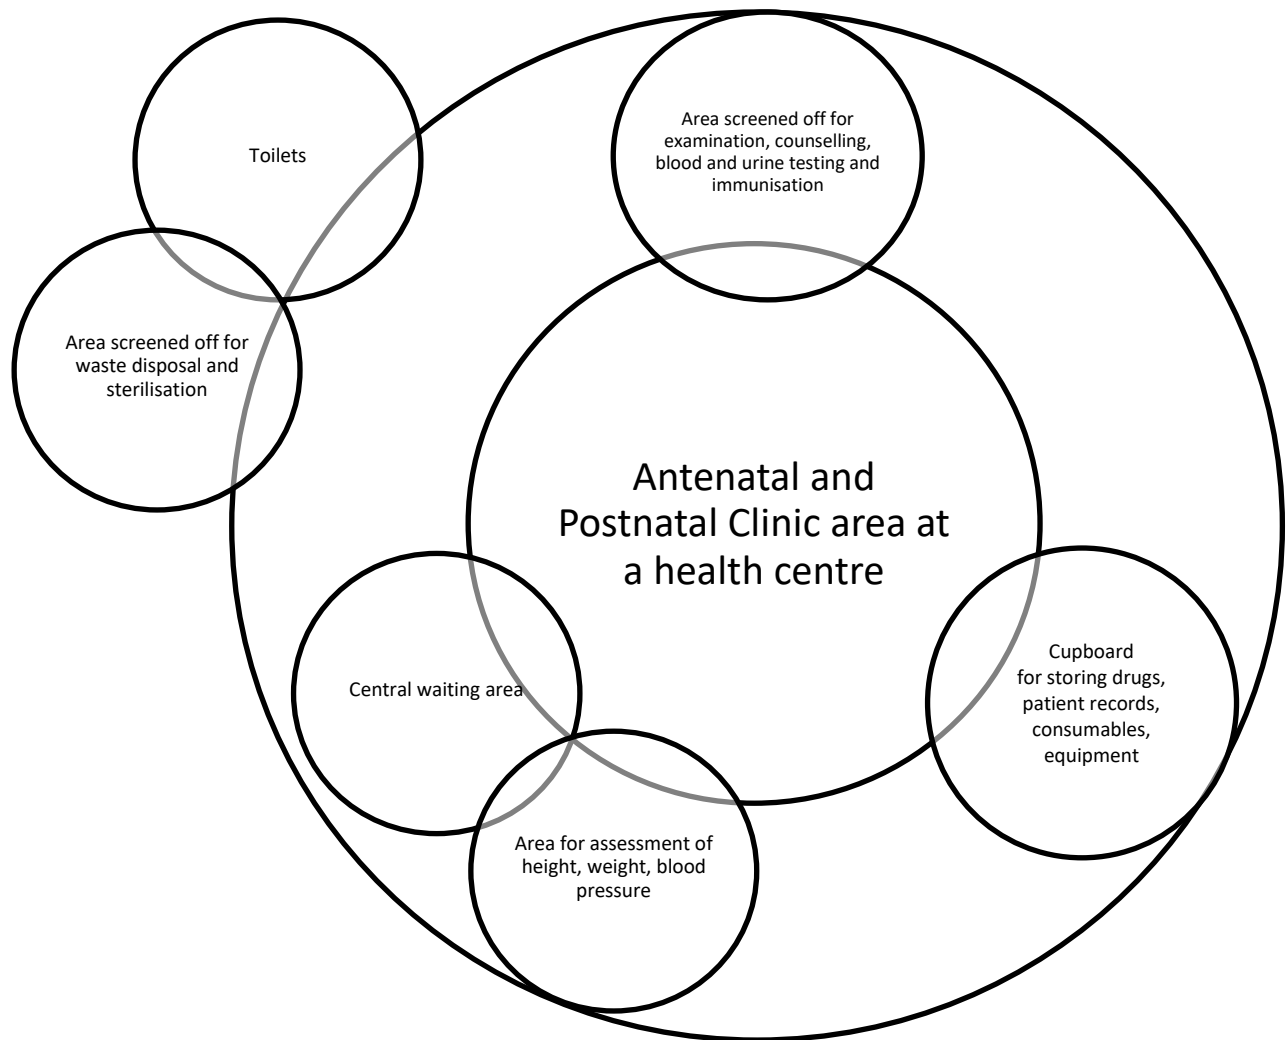 Toilets
Area screened off for
examination, counselling,
blood and urine testing and
immunisation
Area screened off for
waste disposal and
sterilisation
Antenatal and
Postnatal Clinic area at
a health centre
Central waiting area
Cupboard
for storing drugs,
patient records,
consumables,
equipment
Area for assessment of
height, weight, blood
pressure